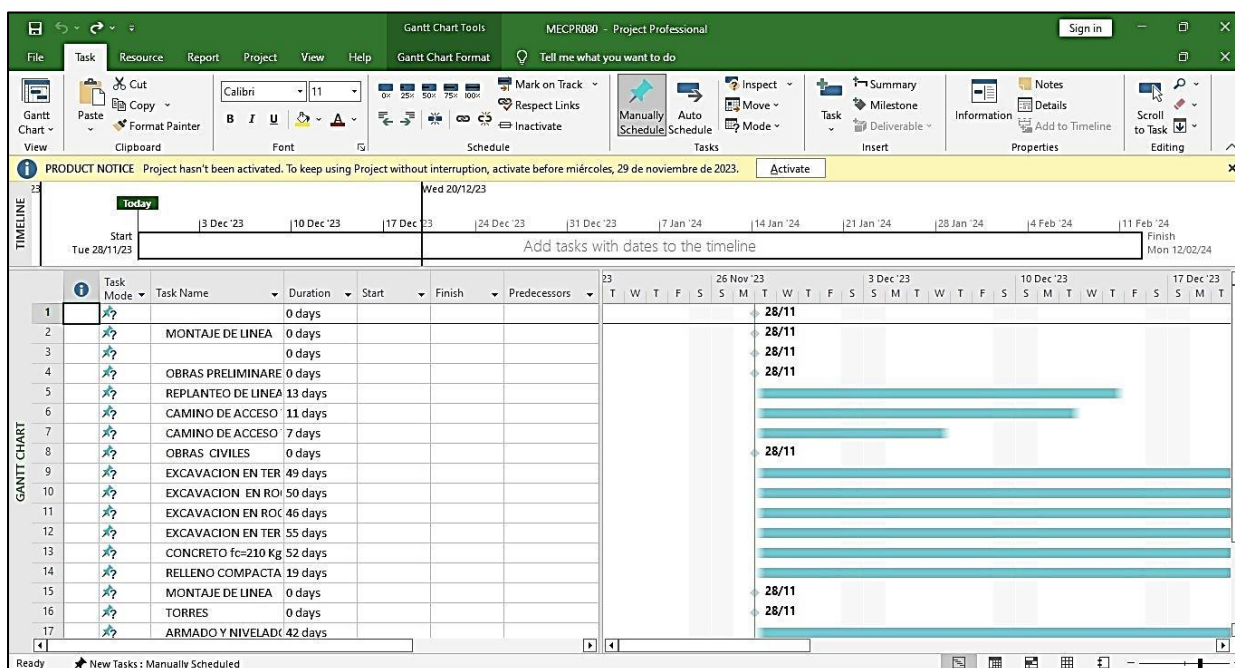 Gantt Chart Tools MECPR080 - Project Professional Sign in
File Task Resource Report Project View Help Gantt Chart Format Tell me what you want to do
Cut Calibri 11 0% 25% 50% 75% 100% Mark on Track Inspect Summary Notes
Gantt Chart Paste Copy Respect Links Manually Schedule Auto Schedule Move Task Milestone Information Details Scroll to Task
Format Painter B I U A Inactivate Mode Deliverable Add to Timeline
View Clipboard Font Schedule Tasks Insert Properties Editing
PRODUCT NOTICE Project hasn't been activated. To keep using Project without interruption, activate before miércoles, 29 de noviembre de 2023. Activate
23 Wed 20/12/23
TIMELINE
Today
3 Dec '23 10 Dec '23 17 Dec '23 24 Dec '23 31 Dec '23 7 Jan '24 14 Jan '24 21 Jan '24 28 Jan '24 4 Feb '24 11 Feb '24
Start Add tasks with dates to the timeline Finish
Tue 28/11/23 Mon 12/02/24
GANTT CHART
Task Mode Task Name Duration Start Finish Predecessors
23 26 Nov '23 3 Dec '23 10 Dec '23 17 Dec '23
T W T F S S M T W T F S S M T W T F S S M T W T F S S M T
1 0 days 28/11
2 MONTAJE DE LINEA 0 days 28/11
3 0 days 28/11
4 OBRAS PRELIMINARE 0 days 28/11
5 REPLANTEO DE LINEA 13 days
6 CAMINO DE ACCESO 11 days
7 CAMINO DE ACCESO 7 days
8 OBRAS CIVILES 0 days 28/11
9 EXCAVACION EN TER 49 days
10 EXCAVACION EN RO 50 days
11 EXCAVACION EN ROC 46 days
12 EXCAVACION EN TER 55 days
13 CONCRETO fc=210 Kg 52 days
14 RELLENO COMPACTA 19 days
15 MONTAJE DE LINEA 0 days 28/11
16 TORRES 0 days 28/11
17 ARMADO Y NIVELAD 42 days
Ready New Tasks : Manually Scheduled